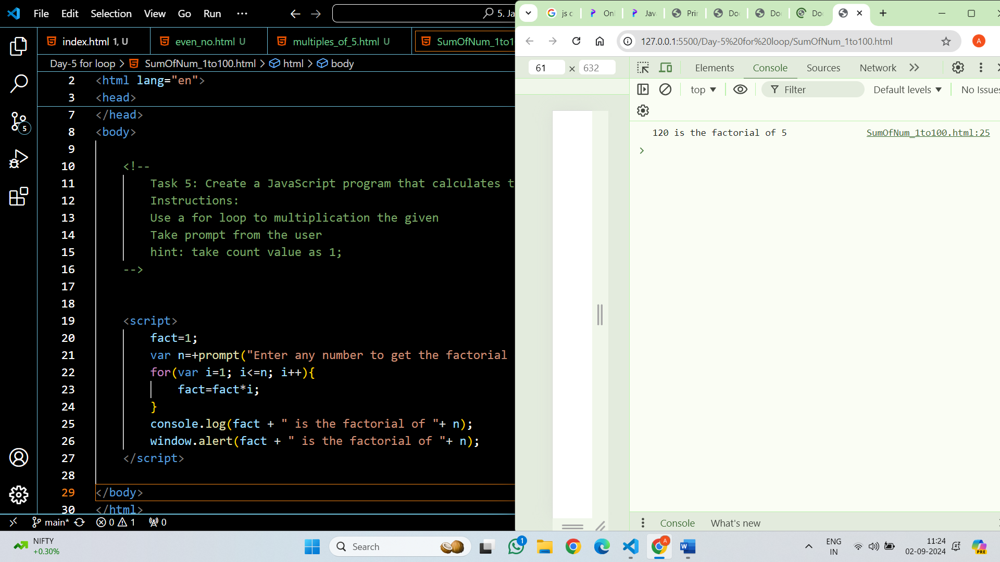 File Edit Selection View Go Run ···
5. Ja
index.html 1, U
even_no.html U
multiples_of_5.html U
SumOfNum_1to1
Day-5 for loop > SumOfNum_1to100.html > html > body
2 <html lang="en">
3 <head>
7 </head>
8 <body>
9
10 <!--
11 Task 5: Create a JavaScript program that calculates t
12 Instructions:
13 Use a for loop to multiplication the given
14 Take prompt from the user
15 hint: take count value as 1;
16 -->
17
18
19 <script>
20 fact=1;
21 var n=+prompt("Enter any number to get the factorial
22 for(var i=1; i<=n; i++){
23 fact=fact*i;
24 }
25 console.log(fact + " is the factorial of "+ n);
26 window.alert(fact + " is the factorial of "+ n);
27 </script>
28
29 </body>
30 </html>
5
main* 0 1 0
js c
Onl
Jav
Prin
Do
Do
Do
127.0.0.1:5500/Day-5%20for%20loop/SumOfNum_1to100.html
A
61 × 632
Elements Console Sources Network
top Filter Default levels No Issues
120 is the factorial of 5 SumOfNum_1to100.html:25
>
Console What's new
NIFTY
+0.30%
Search
1
A
W
ENG
IN
11:24
02-09-2024
PRE